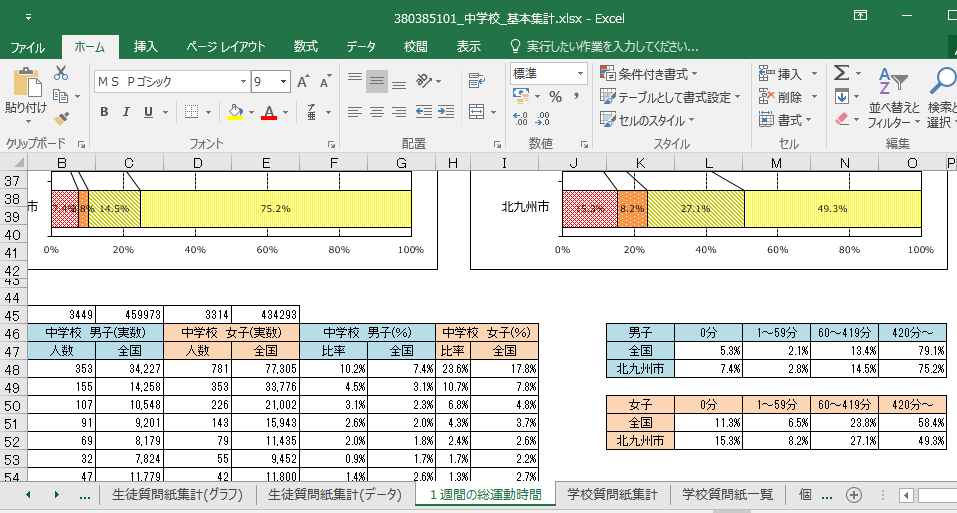 380385101_中学校_基本集計.xlsx - Excel
ファイル ホーム 挿入 ページ レイアウト 数式 データ 校閲 表示 実行したい作業を入力してください...
ＭＳ Ｐゴシック 9 標準 条件付き書式 挿入
貼り付け テーブルとして書式設定 削除 並べ替えと 検索と
B I U セルのスタイル 書式 フィルター 選択
クリップボード フォント 配置 数値 スタイル セル 編集
B C D E F G H I J K L M N O P
37
38 市 7.4% 14.5% 75.2% 北九州市 15.3% 8.2% 27.1% 49.3%
39
40
41 0% 20% 40% 60% 80% 100% 0% 20% 40% 60% 80% 100%
42
43
44
45 3449 459973 3314 434293
46 中学校 男子(実数) 中学校 女子(実数) 中学校 男子(%) 中学校 女子(%) 男子 0分 1～59分 60～419分 420分～
47 人数 全国 人数 全国 比率 全国 比率 全国 全国 5.3% 2.1% 13.4% 79.1%
48 353 34,227 781 77,305 10.2% 7.4% 23.6% 17.8% 北九州市 7.4% 2.8% 14.5% 75.2%
49 155 14,258 353 33,776 4.5% 3.1% 10.7% 7.8%
50 107 10,548 226 21,002 3.1% 2.3% 6.8% 4.8% 女子 0分 1～59分 60～419分 420分～
51 91 9,201 143 15,943 2.6% 2.0% 4.3% 3.7% 全国 11.3% 6.5% 23.8% 58.4%
52 69 8,179 79 11,435 2.0% 1.8% 2.4% 2.6% 北九州市 15.3% 8.2% 27.1% 49.3%
53 32 7,824 55 9,452 0.9% 1.7% 1.7% 2.2%
54 47 11,779 42 11,800 1.4% 2.6% 1.3% 2.7%
... 生徒質問紙集計(グラフ) 生徒質問紙集計(データ) １週間の総運動時間 学校質問紙集計 学校質問紙一覧 個 ...